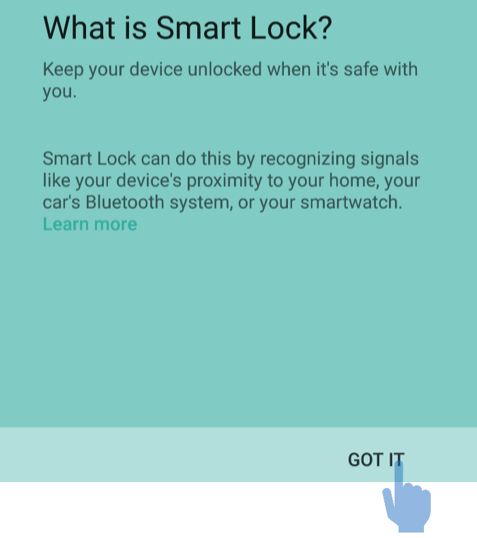 What is Smart Lock?
Keep your device unlocked when it's safe with
you.
Smart Lock can do this by recognizing signals
like your device's proximity to your home, your
car's Bluetooth system, or your smartwatch.
Learn more
GOT IT